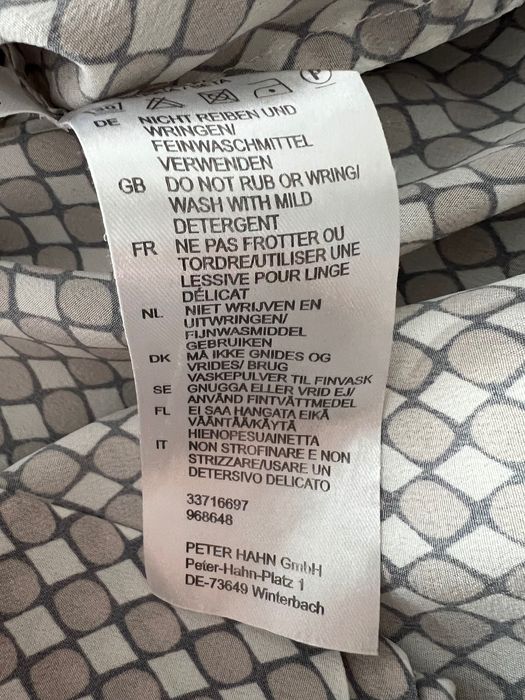 DE NICHT REIBEN UND
WRINGEN/
FEINWASCHMITTEL
VERWENDEN
GB DO NOT RUB OR WRING/
WASH WITH MILD
DETERGENT
FR NE PAS FROTTER OU
TORDRE/UTILISER UNE
LESSIVE POUR LINGE
DÉLICAT
NL NIET WRIJVEN EN
UITWRINGEN/
FIJNWASMIDDEL
GEBRUIKEN
DK MÅ IKKE GNIDES OG
VRIDES/ BRUG
VASKEPULVER TIL FINVASK
SE GNUGGA ELLER VRID EJ/
ANVÄND FINTVÄTTMEDEL
FL EI SAA HANGATA EIKÄ
VÄÄNTÄÄ/KÄYTÄ
HIENOPESUAINETTA
IT NON STROFINARE E NON
STRIZZARE/USARE UN
DETERSIVO DELICATO
33716697
968648
PETER HAHN GmbH
Peter-Hahn-Platz 1
DE-73649 Winterbach